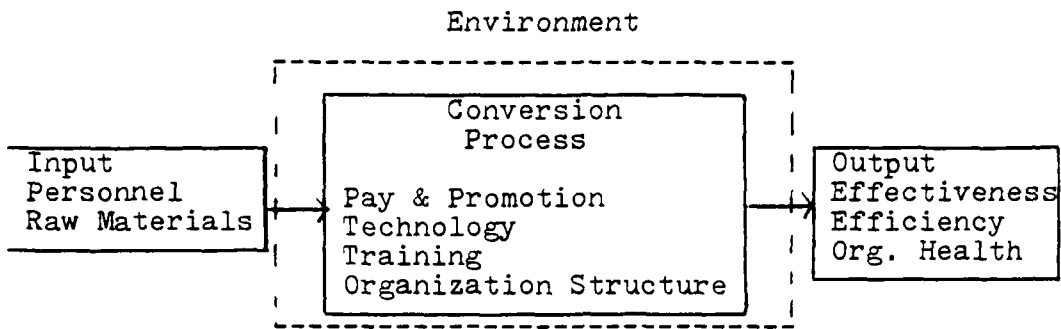 Environment
Input
Personnel
Raw Materials
Conversion
Process
Pay & Promotion
Technology
Training
Organization Structure
Output
Effectiveness
Efficiency
Org. Health